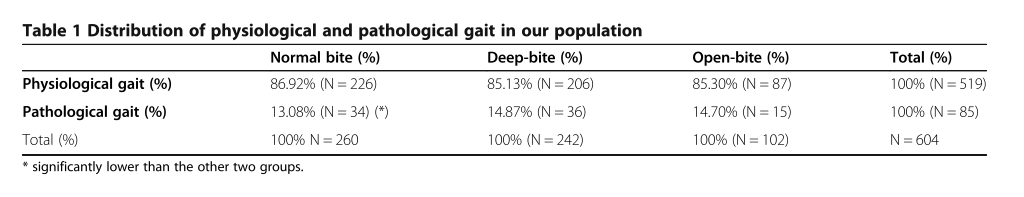 Table 1 Distribution of physiological and pathological gait in our population
Normal bite (%) Deep-bite (%) Open-bite (%) Total (%)
Physiological gait (%) 86.92% (N = 226) 85.13% (N = 206) 85.30% (N = 87) 100% (N = 519)
Pathological gait (%) 13.08% (N = 34) (*) 14.87% (N = 36) 14.70% (N = 15) 100% (N = 85)
Total (%) 100% N = 260 100% (N = 242) 100% (N = 102) N = 604
* significantly lower than the other two groups.